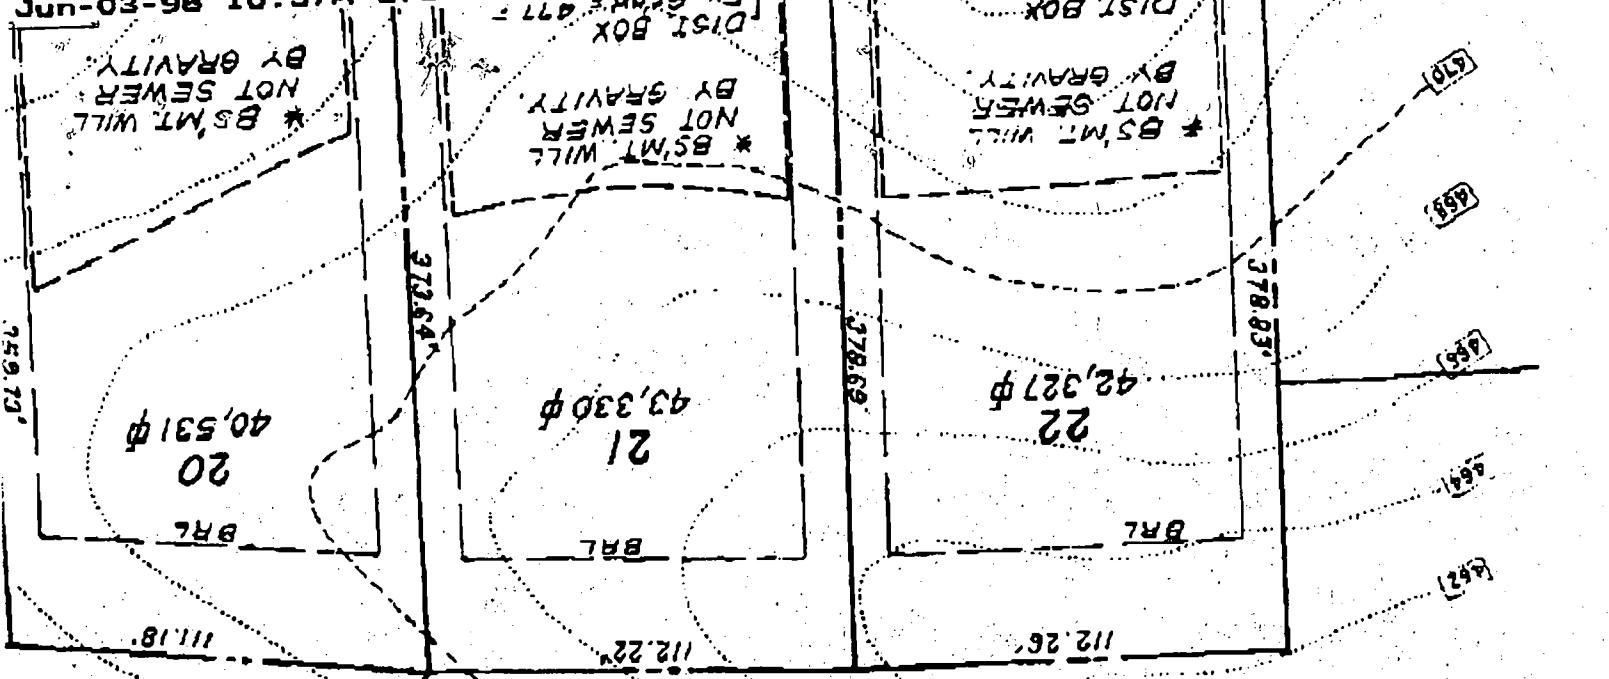 112.26'
112.22'
111.18'
462
BRL
BRL
BRL
464
22
42,327 ⏀
21
43,330 ⏀
20
40,531 ⏀
466
378.83'
378.69'
373.64'
468
* BS'MT. WILL
NOT SEWER
BY GRAVITY
* BS'MT. WILL
NOT SEWER
BY GRAVITY.
* BS'MT. WILL
NOT SEWER
BY GRAVITY
470
DIST. BOX
DIST BOX
Jun-03-98